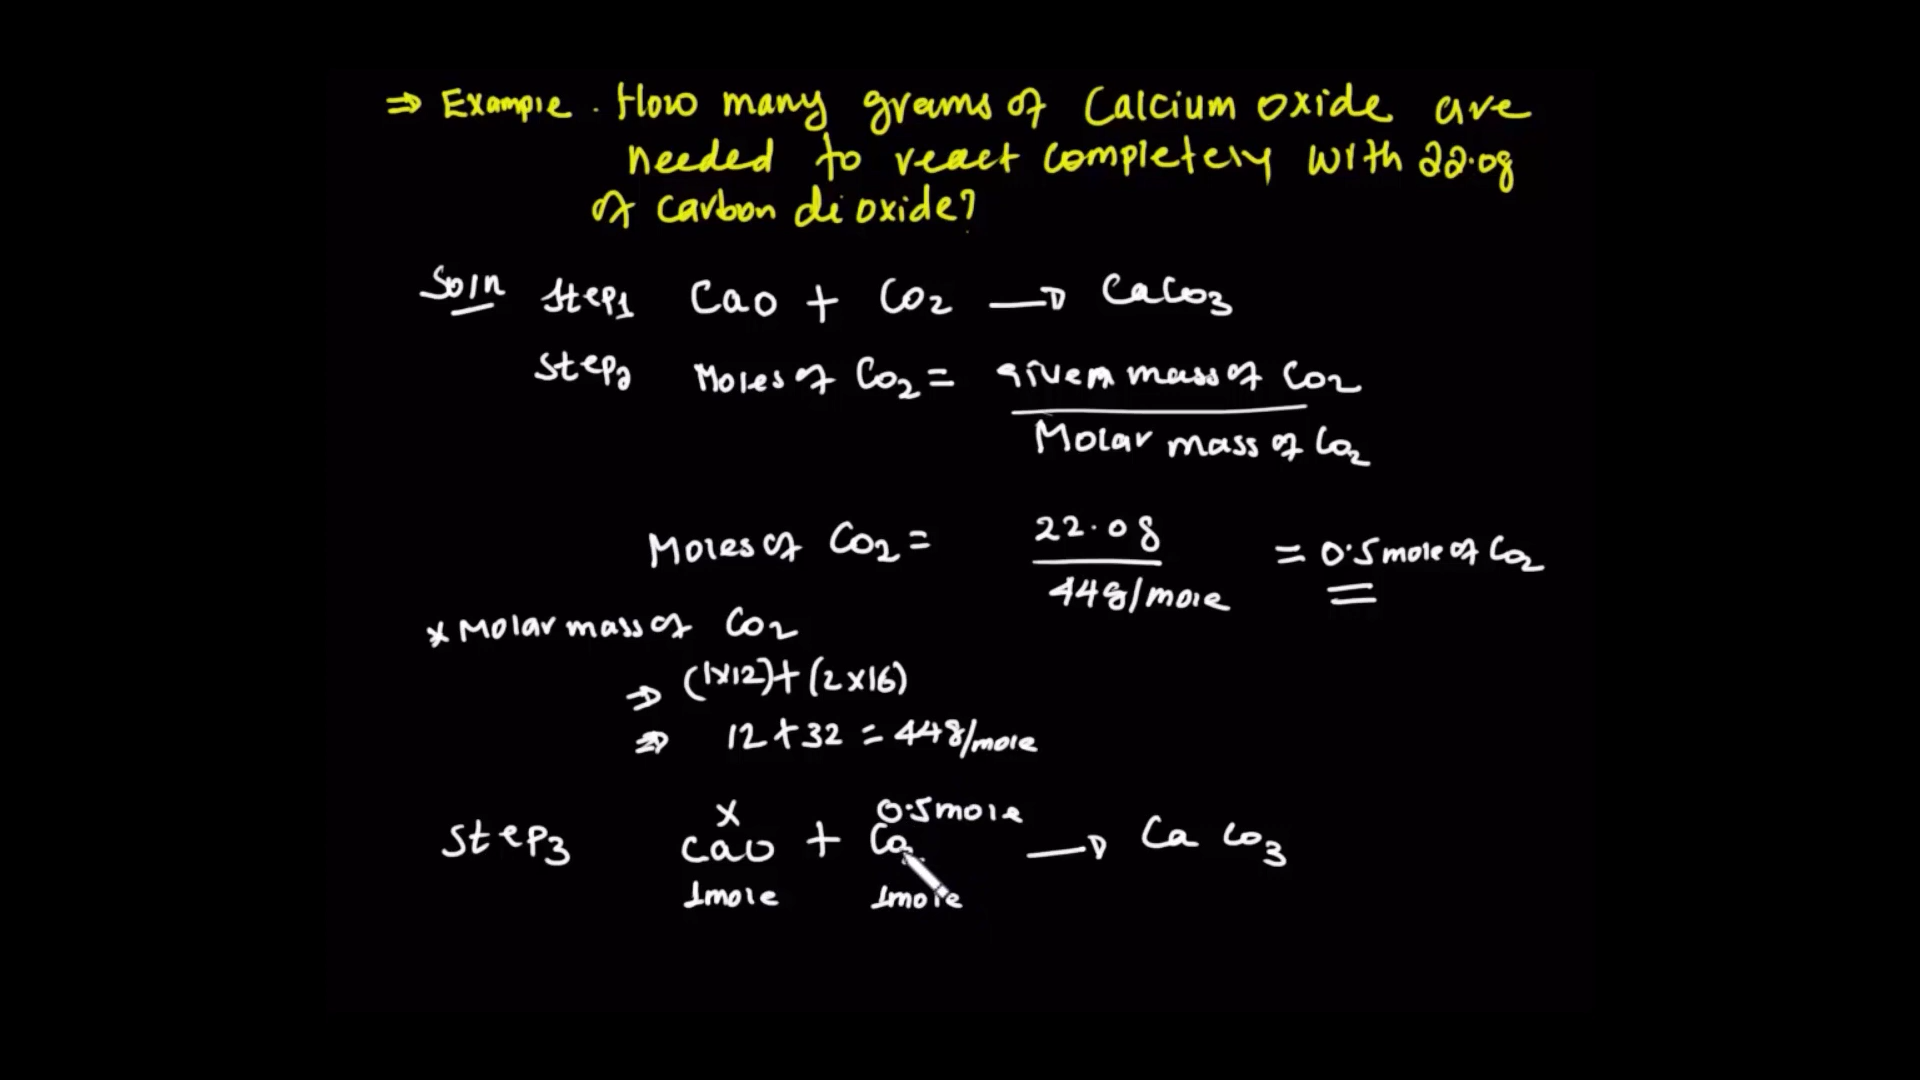 ⇒ Example. How many grams of Calcium oxide are
needed to react completely with 22.0g
of carbon dioxide?
Soln Step1 CaO + CO2 → CaCO3
Step2 Moles of CO2 = given mass of CO2
Molar mass of CO2
Moles of CO2 = 22.0g / 44g/mole = 0.5 mole of CO2
* Molar mass of CO2
⇒ (1x12)+(2x16)
⇒ 12+32 = 44g/mole
x 0.5 mole
Step3 CaO + CO2 → CaCO3
1mole 1mole